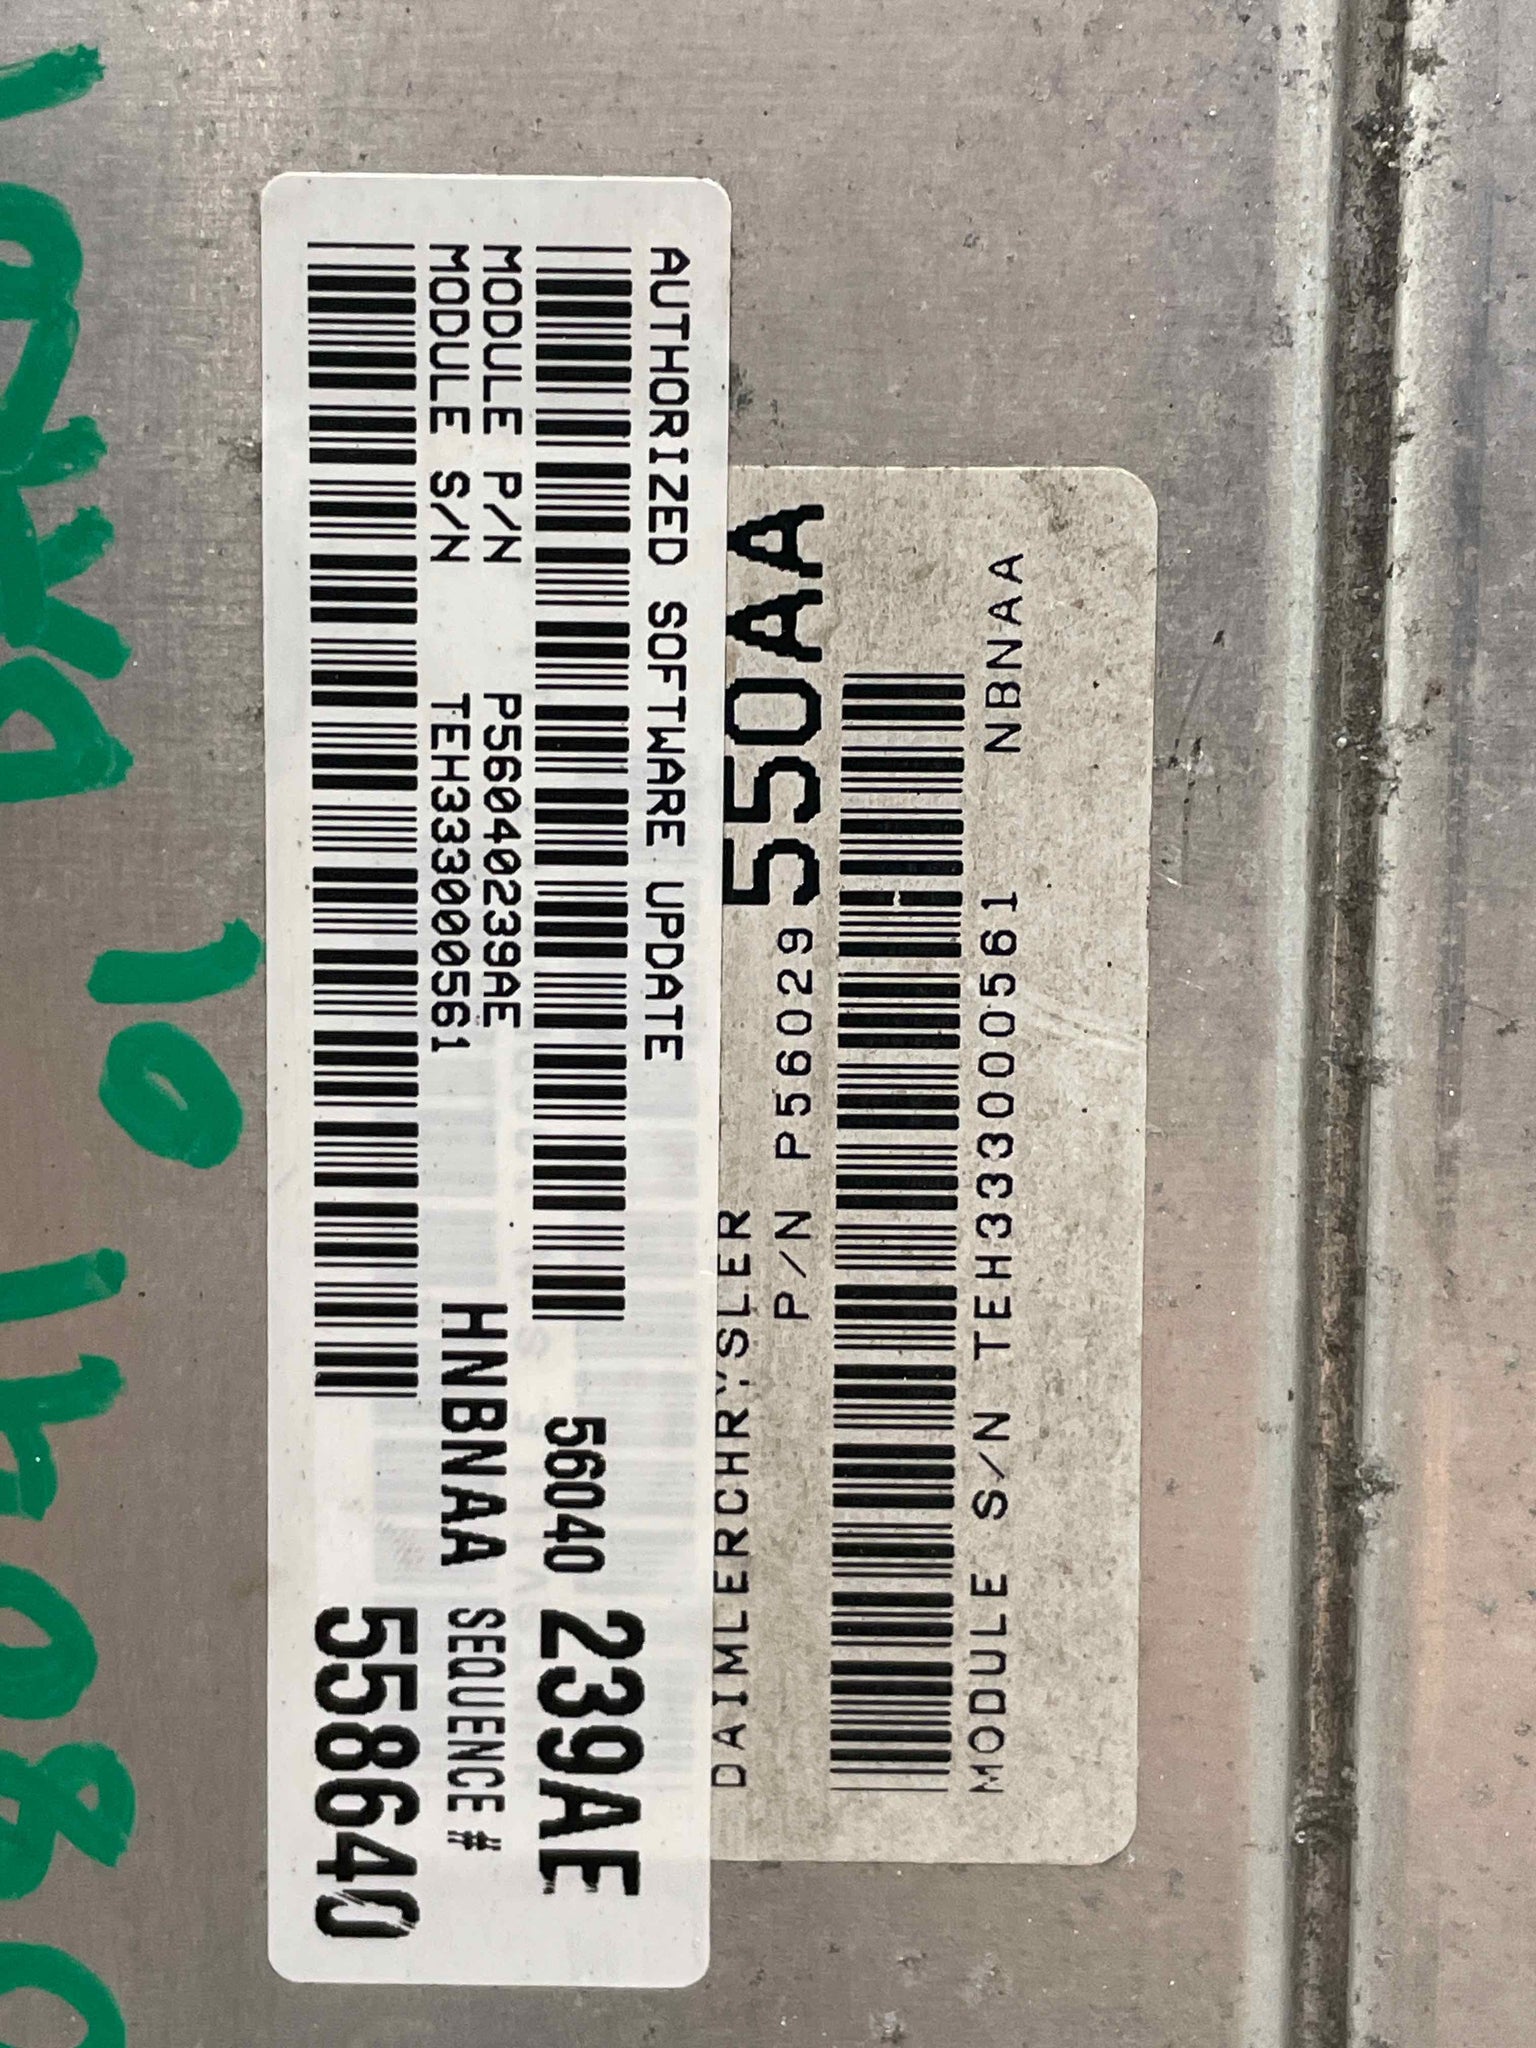 AUTHORIZED SOFTWARE UPDATE
56040 239AE
MODULE P/N P56040239AE
MODULE S/N TEH33300561
HNBNAA SEQUENCE #
558640
DAIMLERCHRYSLER
P/N P56029 550AA
MODULE S/N TEH33300561 NBNAA